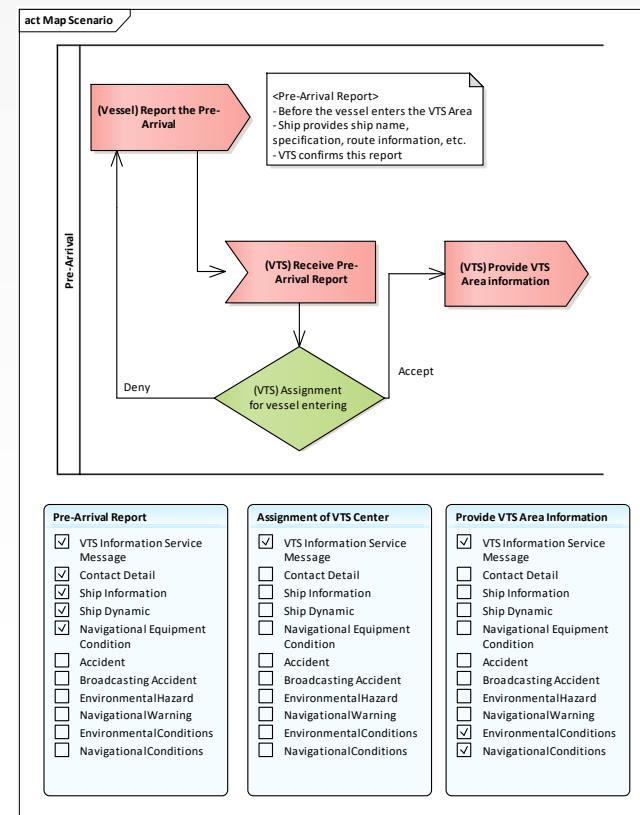 act Map Scenario
Pre-Arrival
(Vessel) Report the Pre-
Arrival
<Pre-Arrival Report>
- Before the vessel enters the VTS Area
- Ship provides ship name,
specification, route information, etc.
- VTS confirms this report
(VTS) Receive Pre-
Arrival Report
(VTS) Provide VTS
Area information
Deny
(VTS) Assignment
for vessel entering
Accept
Pre-Arrival Report
VTS Information Service
Message
Contact Detail
Ship Information
Ship Dynamic
Navigational Equipment
Condition
Accident
Broadcasting Accident
EnvironmentalHazard
NavigationalWarning
EnvironmentalConditions
NavigationalConditions
Assignment of VTS Center
VTS Information Service
Message
Contact Detail
Ship Information
Ship Dynamic
Navigational Equipment
Condition
Accident
Broadcasting Accident
EnvironmentalHazard
NavigationalWarning
EnvironmentalConditions
NavigationalConditions
Provide VTS Area Information
VTS Information Service
Message
Contact Detail
Ship Information
Ship Dynamic
Navigational Equipment
Condition
Accident
Broadcasting Accident
EnvironmentalHazard
NavigationalWarning
EnvironmentalConditions
NavigationalConditions